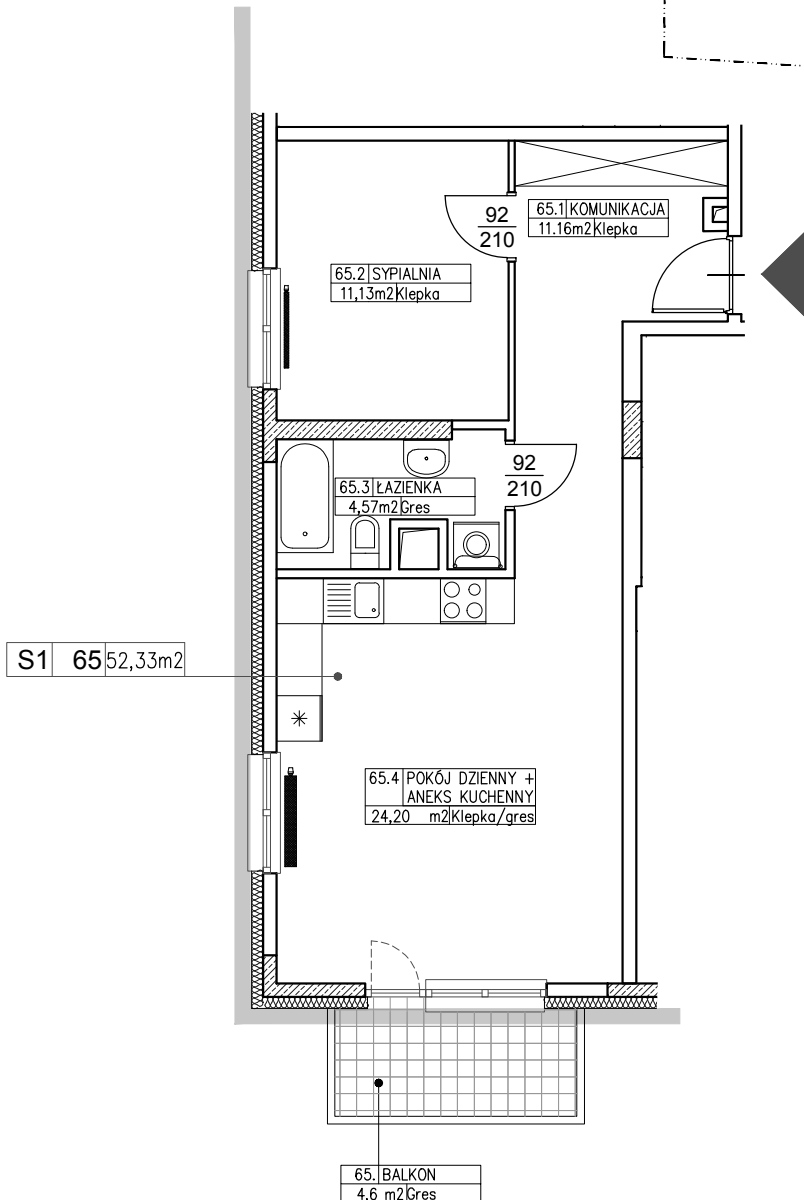 65.1 KOMUNIKACJA
11.16m2 Klepka
92
210
65.2 SYPIALNIA
11,13m2 Klepka
92
210
65.3 ŁAZIENKA
4,57m2 Gres
S1 65 52,33m2
65.4 POKÓJ DZIENNY +
ANEKS KUCHENNY
24,20 m2 Klepka/gres
65. BALKON
4,6 m2 Gres